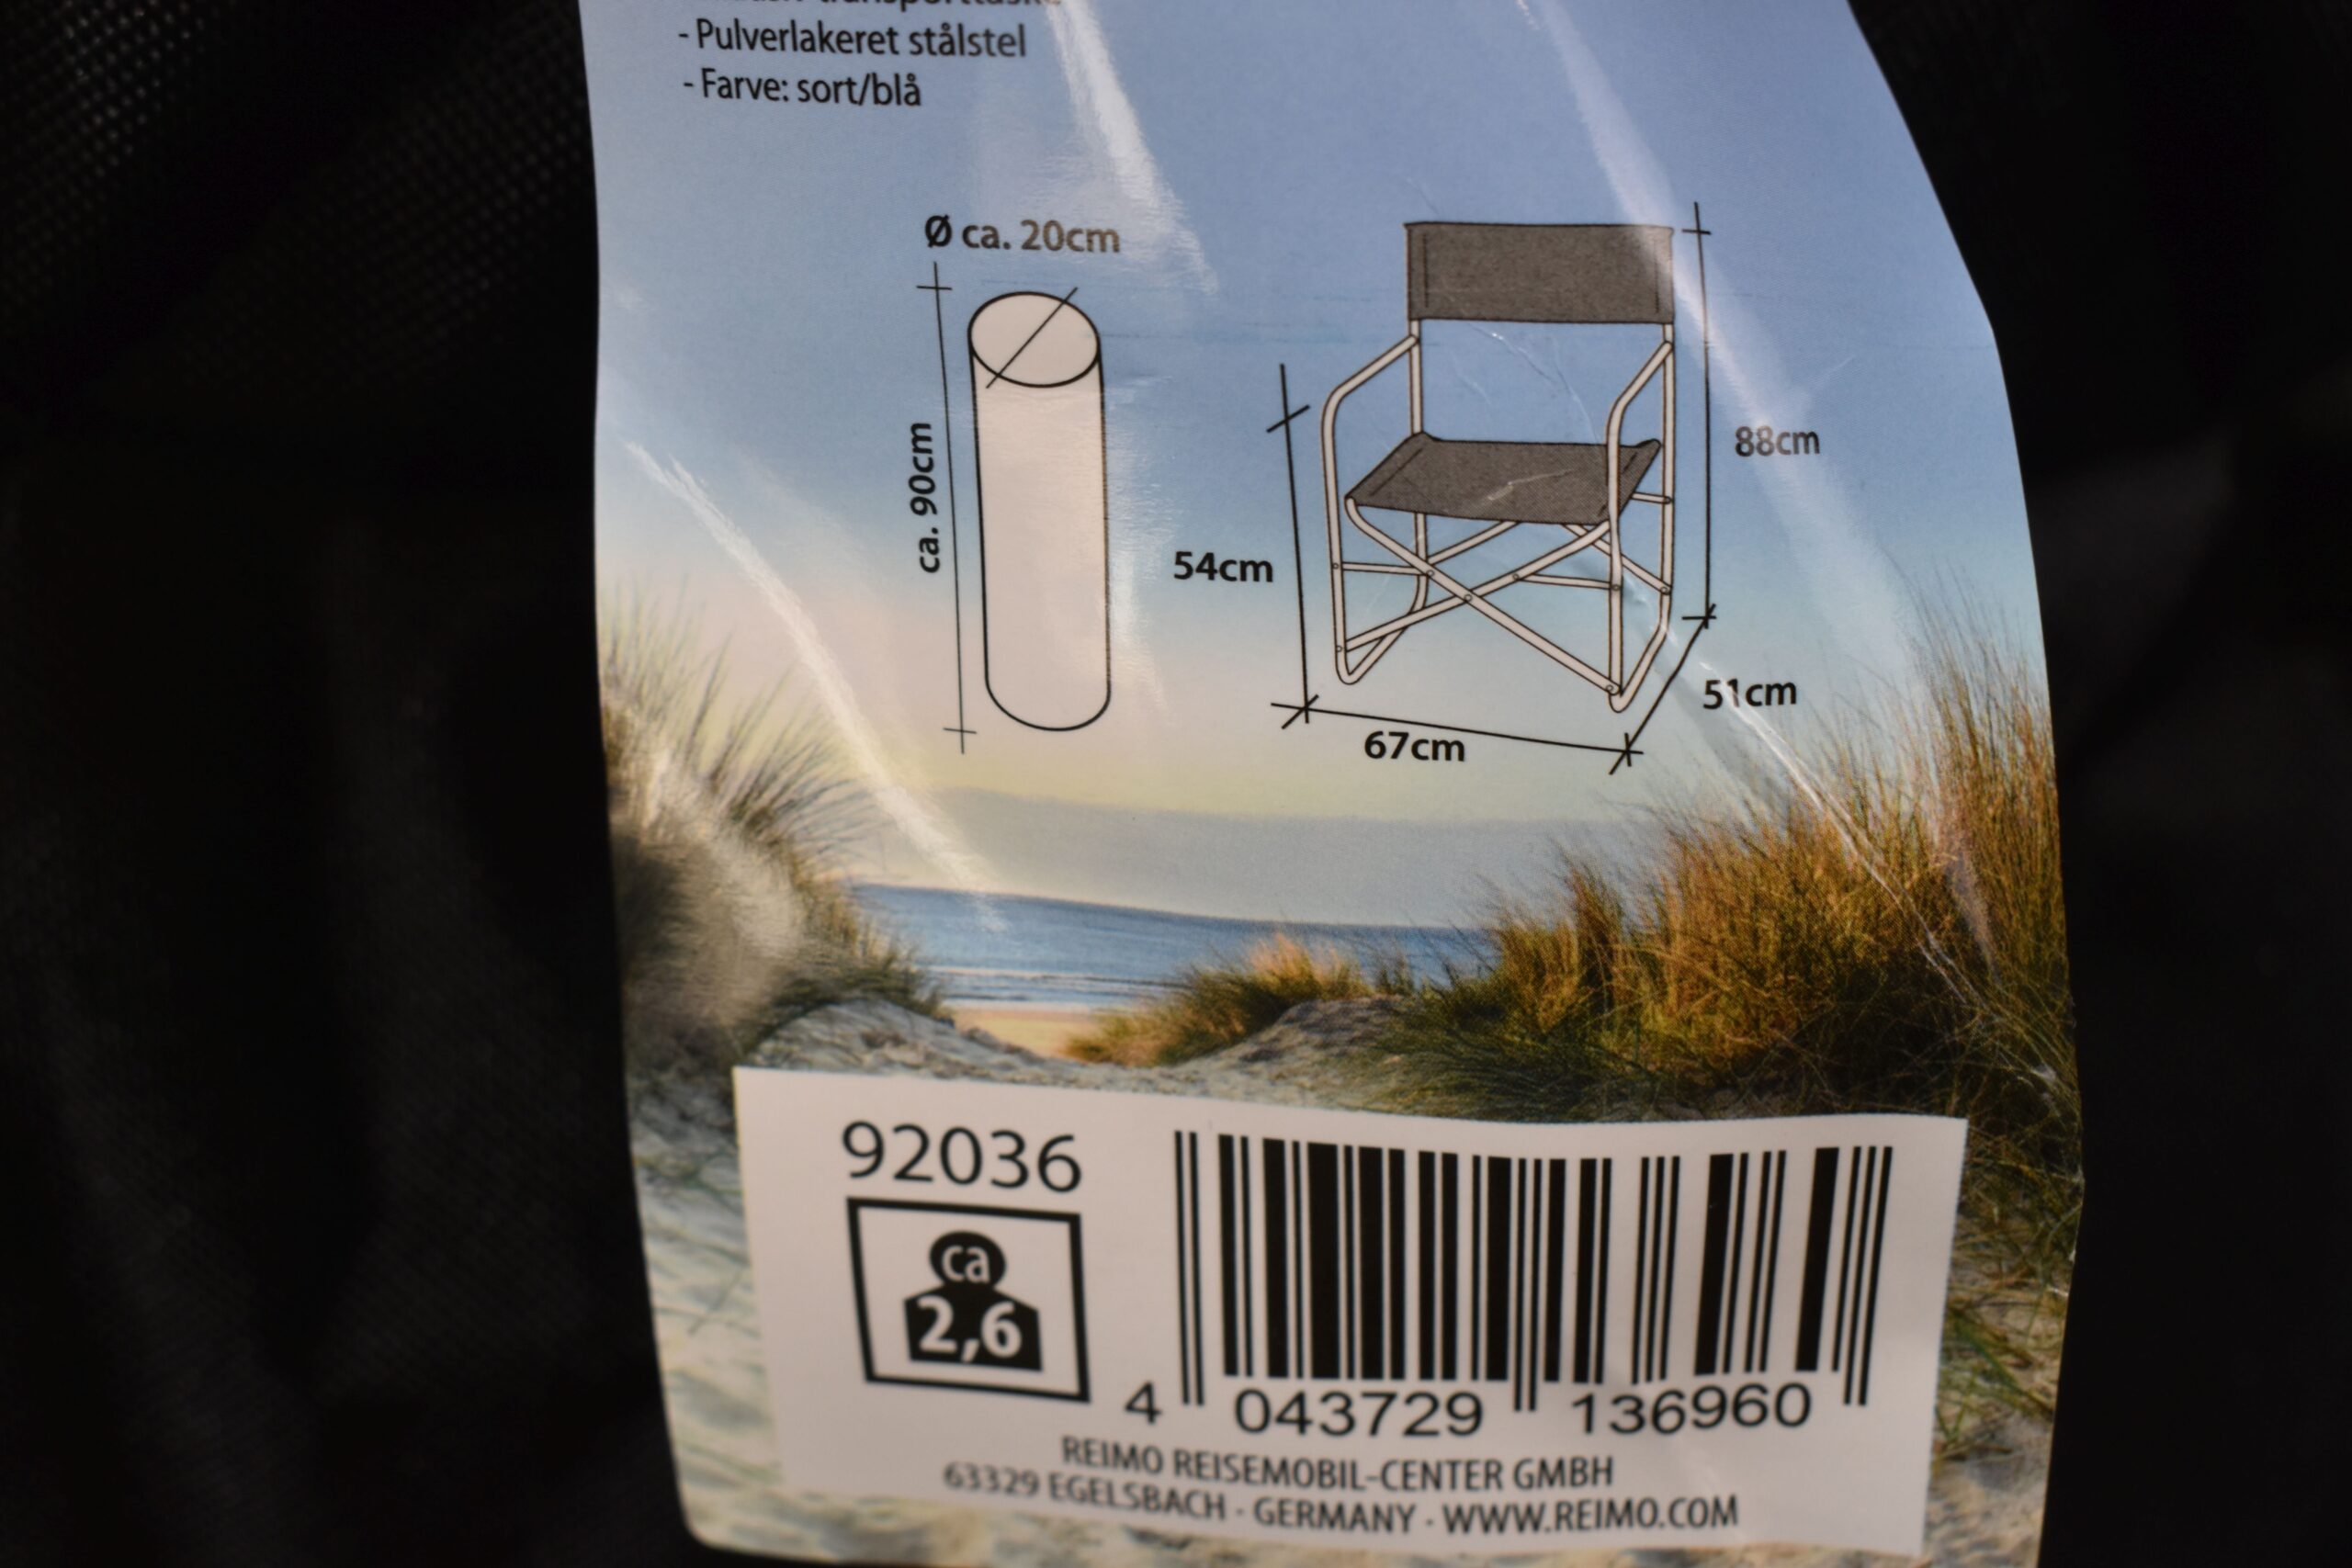 transporttaske
- Pulverlakeret stålstel
- Farve: sort/blå
Ø ca. 20cm
ca. 90cm
88cm
54cm
51cm
67cm
92036
ca
2,6
4 043729 136960
REIMO REISEMOBIL-CENTER GMBH
63329 EGELSBACH · GERMANY · WWW.REIMO.COM